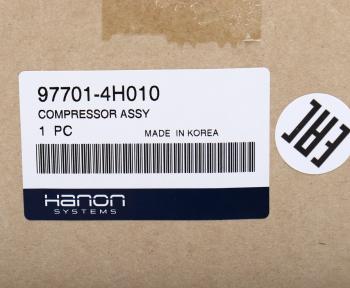 97701-4H010
COMPRESSOR ASSY
1 PC MADE IN KOREA
Hanon
SYSTEMS
EAC